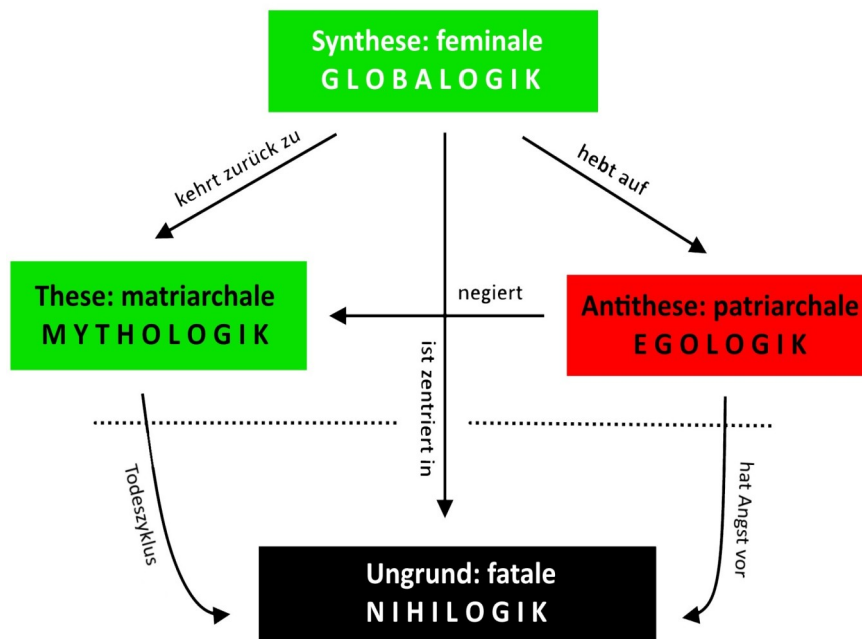 Synthese: feminale
GLOBALOGIK
kehrt zurück zu
hebt auf
These: matriarchale
MYTHOLOGIK
negiert
Antithese: patriarchale
EGOLOGIK
ist zentriert in
Todeszyklus
hat Angst vor
Ungrund: fatale
NIHILOGIK